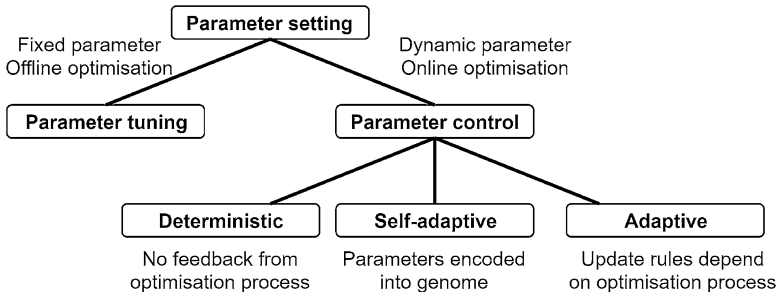 Parameter setting
Fixed parameter
Offline optimisation
Dynamic parameter
Online optimisation
Parameter tuning
Parameter control
Deterministic
Self-adaptive
Adaptive
No feedback from
optimisation process
Parameters encoded
into genome
Update rules depend
on optimisation process